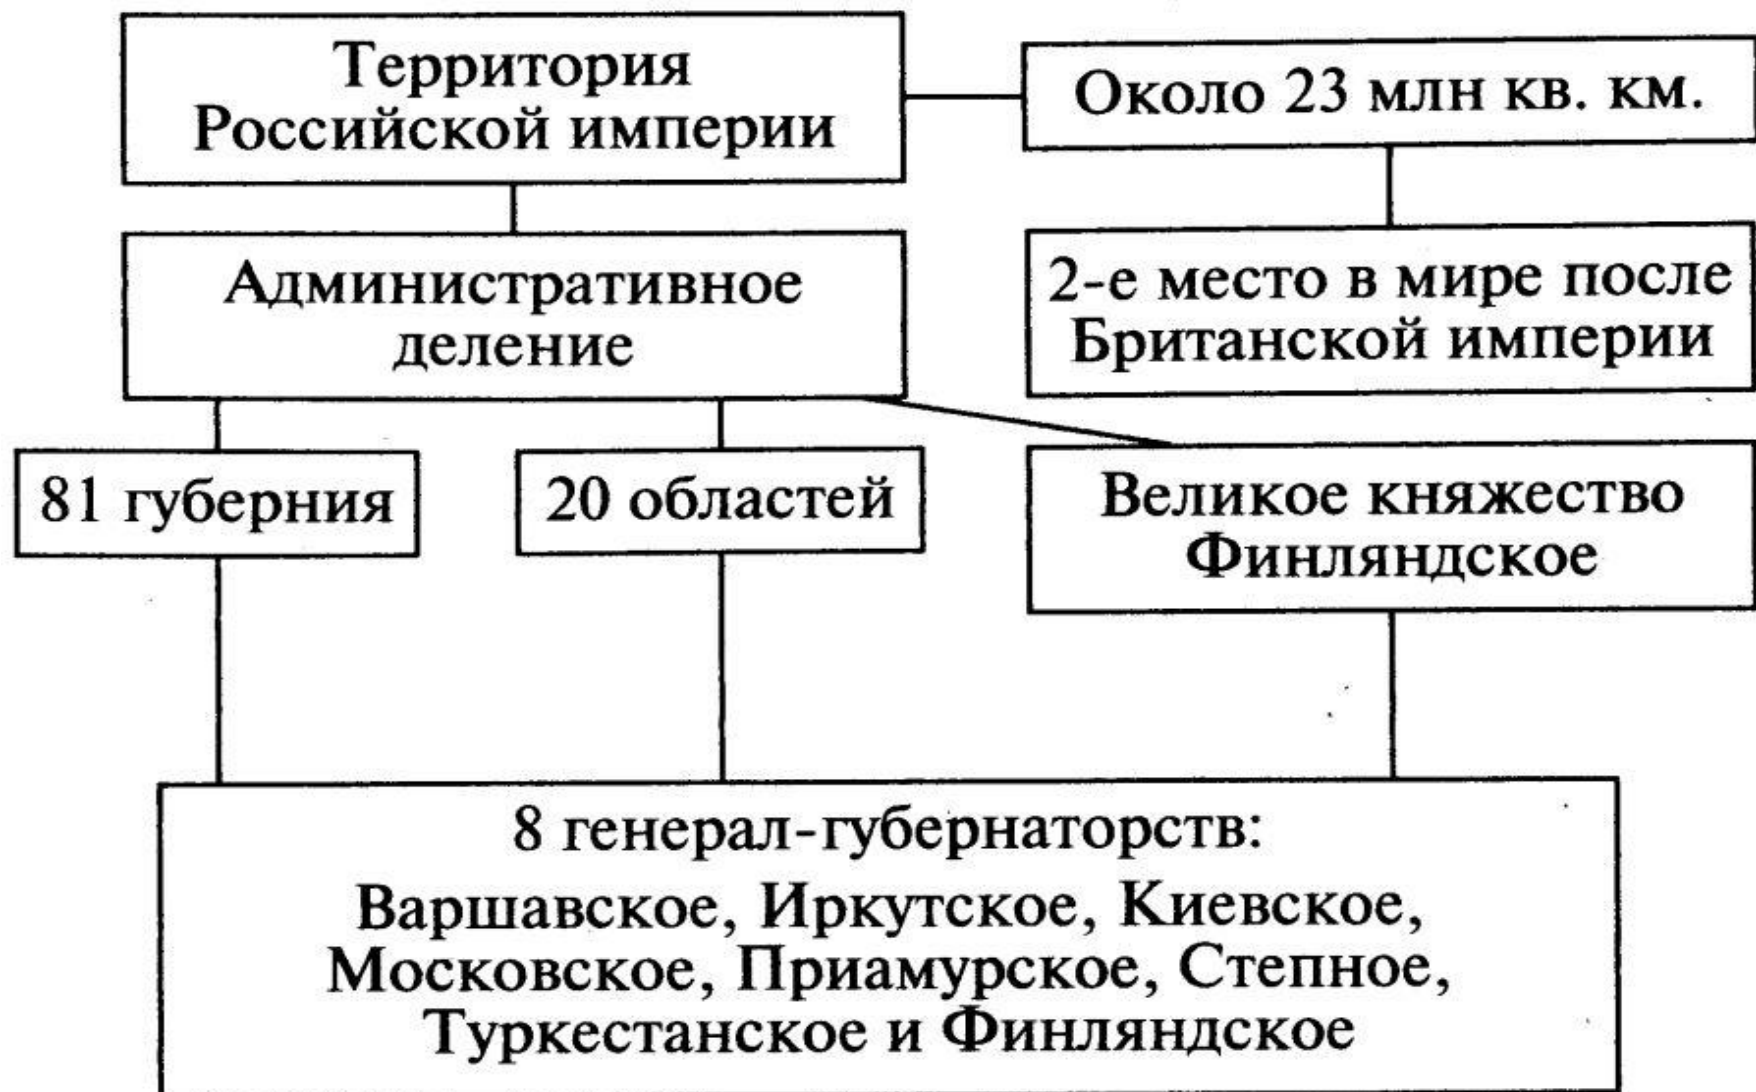 Территория
Российской империи
Около 23 млн кв. км.
Административное
деление
2-е место в мире после
Британской империи
81 губерния
20 областей
Великое княжество
Финляндское
8 генерал-губернаторств:
Варшавское, Иркутское, Киевское,
Московское, Приамурское, Степное,
Туркестанское и Финляндское